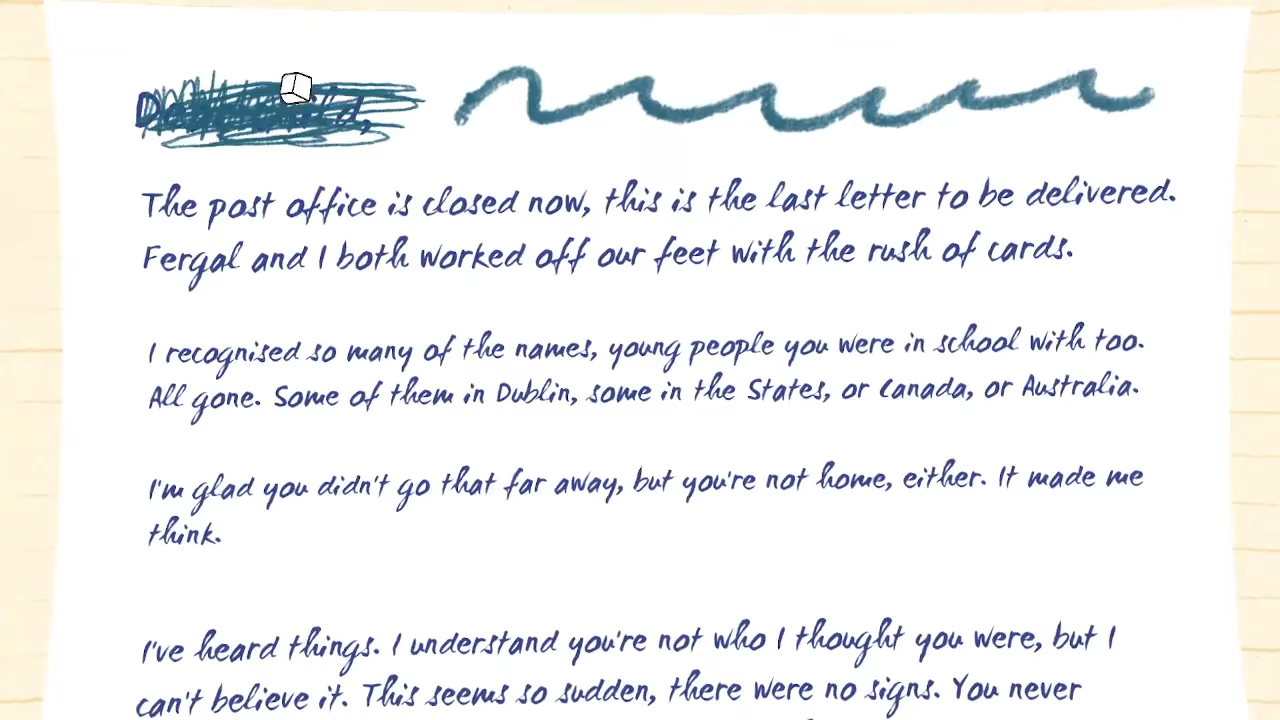 The post office is closed now, this is the last letter to be delivered.
Fergal and I both worked off our feet with the rush of cards.
I recognised so many of the names, young people you were in school with too.
All gone. Some of them in Dublin, some in the States, or Canada, or Australia.
I'm glad you didn't go that far away, but you're not home, either. It made me
think.
I've heard things. I understand you're not who I thought you were, but I
can't believe it. This seems so sudden, there were no signs. You never